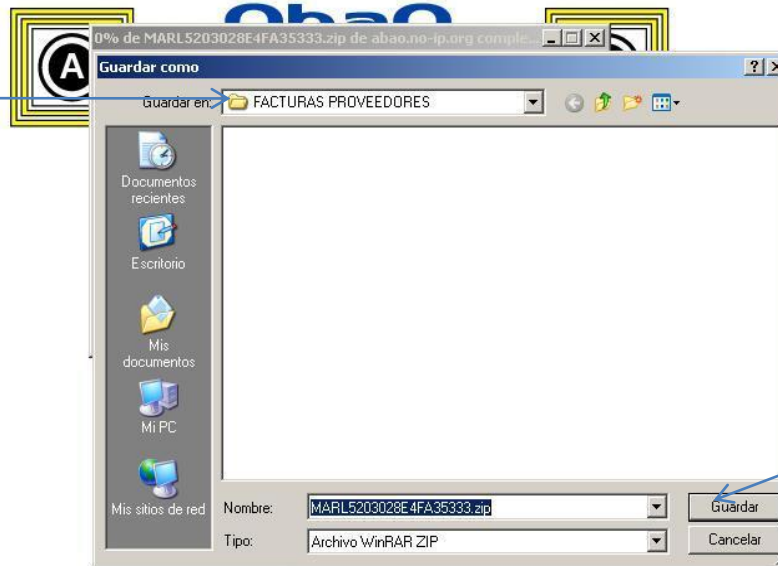 AbaO
A
0% de MARL5203028E4FA35333.zip de abao.no-ip.org comple...
Guardar como
Guardar en:
FACTURAS PROVEEDORES
Documentos
recientes
Escritorio
Mis
documentos
Mi PC
Mis sitios de red
Nombre:
MARL5203028E4FA35333.zip
Guardar
Tipo:
Archivo WinRAR ZIP
Cancelar